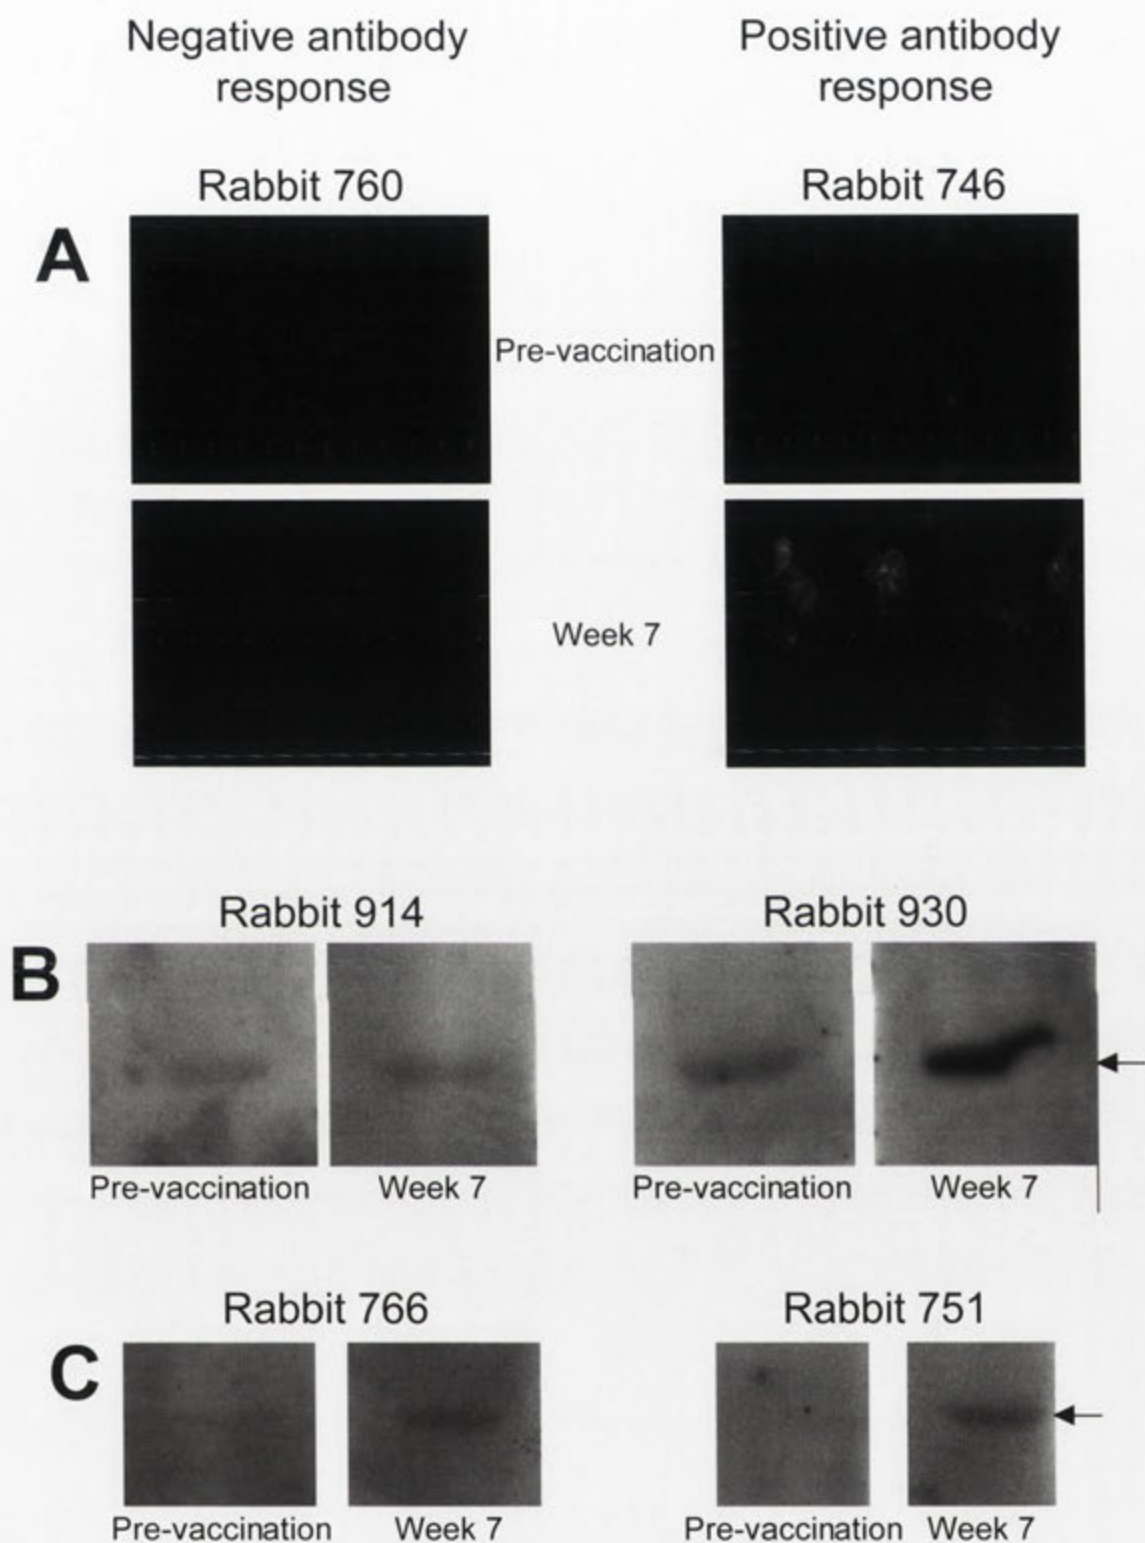 Negative antibody
response
Positive antibody
response
Rabbit 760
Rabbit 746
A
Pre-vaccination
Week 7
Rabbit 914
Rabbit 930
B
Pre-vaccination
Week 7
Pre-vaccination
Week 7
Rabbit 766
Rabbit 751
C
Pre-vaccination
Week 7
Pre-vaccination
Week 7